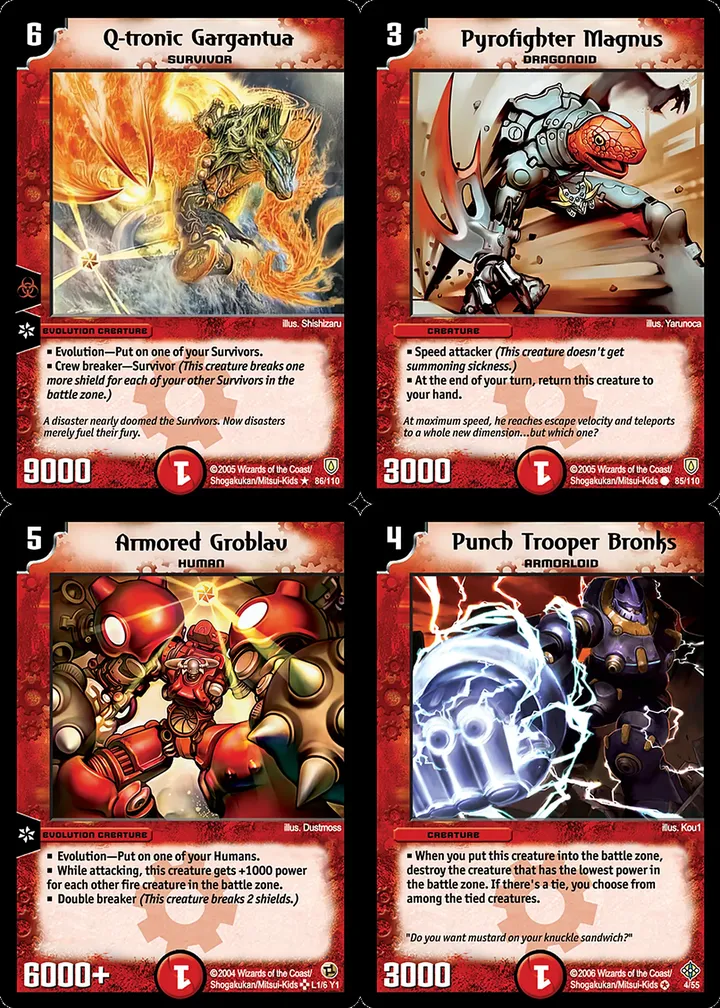 6
Q-tronic Gargantua
SURVIVOR
illus. Shishizaru
EVOLUTION CREATURE
▪ Evolution—Put on one of your Survivors.
▪ Crew breaker—Survivor (This creature breaks
one more shield for each of your other Survivors in the
battle zone.)
A disaster nearly doomed the Survivors. Now disasters
merely fuel their fury.
9000
1
©2005 Wizards of the Coast/
Shogakukan/Mitsui-Kids ★ 86/110
3
Pyrofighter Magnus
DRAGONOID
illus. Yarunoca
CREATURE
▪ Speed attacker (This creature doesn't get
summoning sickness.)
▪ At the end of your turn, return this creature to
your hand.
At maximum speed, he reaches escape velocity and teleports
to a whole new dimension...but which one?
3000
1
©2005 Wizards of the Coast/
Shogakukan/Mitsui-Kids ● 85/110
5
Armored Groblav
HUMAN
illus. Dustmoss
EVOLUTION CREATURE
▪ Evolution—Put on one of your Humans.
▪ While attacking, this creature gets +1000 power
for each other fire creature in the battle zone.
▪ Double breaker (This creature breaks 2 shields.)
6000+
1
©2004 Wizards of the Coast/
Shogakukan/Mitsui-Kids L1/6 Y1
4
Punch Trooper Bronks
ARMORLOID
illus. Kou1
CREATURE
▪ When you put this creature into the battle zone,
destroy the creature that has the lowest power in
the battle zone. If there's a tie, you choose from
among the tied creatures.
"Do you want mustard on your knuckle sandwich?"
3000
1
©2006 Wizards of the Coast/
Shogakukan/Mitsui-Kids ✪ 4/55